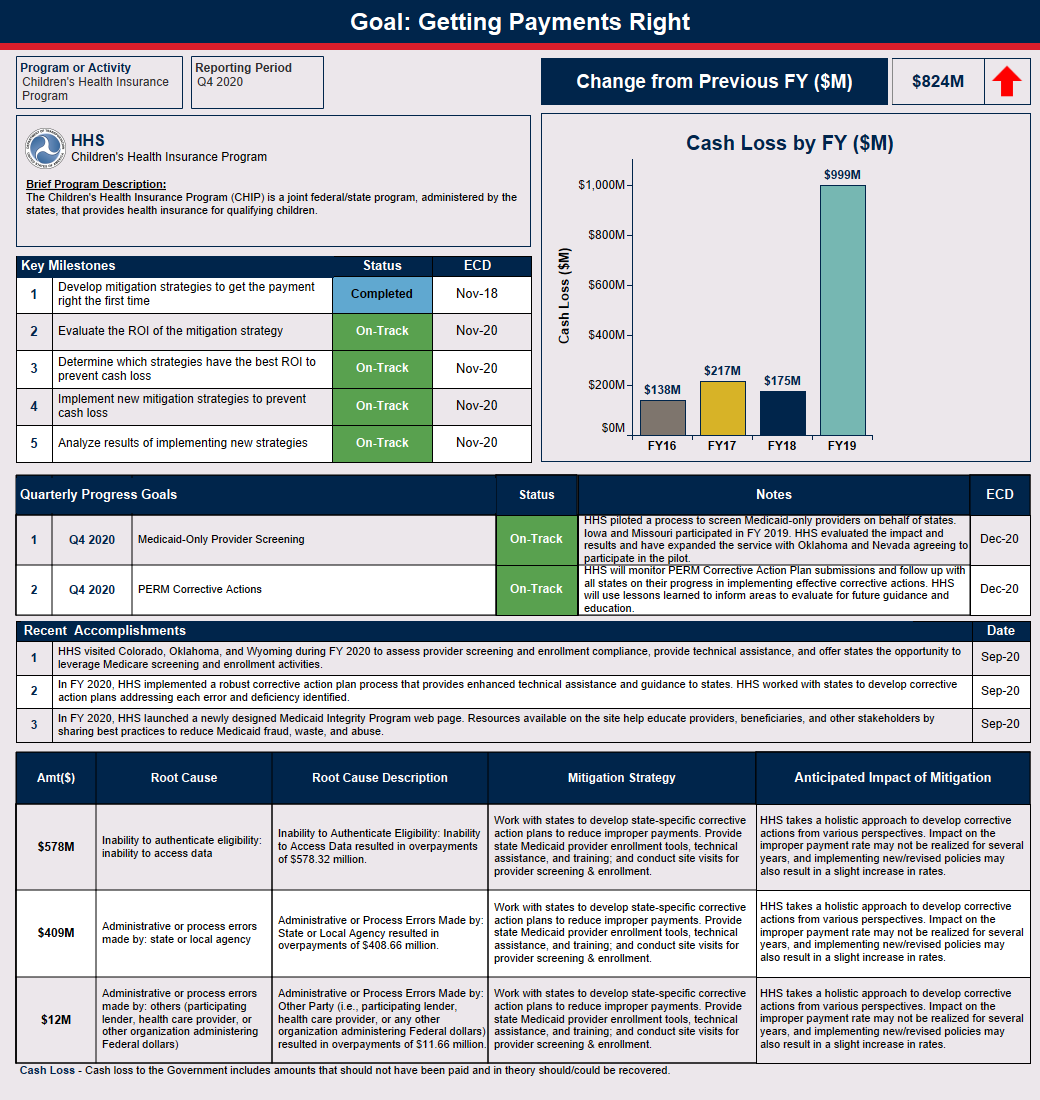 Goal: Getting Payments Right
Program or Activity
Children's Health Insurance
Program
Reporting Period
Q4 2020
Change from Previous FY ($M)
$824M
HHS
Children's Health Insurance Program
Brief Program Description:
The Children's Health Insurance Program (CHIP) is a joint federal/state program, administered by the
states, that provides health insurance for qualifying children.
Cash Loss by FY ($M)
Cash Loss ($M)
$1,000M
$800M
$600M
$400M
$200M
$0M
$138M
$217M
$175M
$999M
FY16
FY17
FY18
FY19
Key Milestones
Status
ECD
1
Develop mitigation strategies to get the payment
right the first time
Completed
Nov-18
2
Evaluate the ROI of the mitigation strategy
On-Track
Nov-20
3
Determine which strategies have the best ROI to
prevent cash loss
On-Track
Nov-20
4
Implement new mitigation strategies to prevent
cash loss
On-Track
Nov-20
5
Analyze results of implementing new strategies
On-Track
Nov-20
Quarterly Progress Goals
Status
Notes
ECD
1
Q4 2020
Medicaid-Only Provider Screening
On-Track
HHS piloted a process to screen Medicaid-only providers on behalf of states.
Iowa and Missouri participated in FY 2019. HHS evaluated the impact and
results and have expanded the service with Oklahoma and Nevada agreeing to
participate in the pilot.
Dec-20
2
Q4 2020
PERM Corrective Actions
On-Track
HHS will monitor PERM Corrective Action Plan submissions and follow up with
all states on their progress in implementing effective corrective actions. HHS
will use lessons learned to inform areas to evaluate for future guidance and
education.
Dec-20
Recent Accomplishments
Date
1
HHS visited Colorado, Oklahoma, and Wyoming during FY 2020 to assess provider screening and enrollment compliance, provide technical assistance, and offer states the opportunity to
leverage Medicare screening and enrollment activities.
Sep-20
2
In FY 2020, HHS implemented a robust corrective action plan process that provides enhanced technical assistance and guidance to states. HHS worked with states to develop corrective
action plans addressing each error and deficiency identified.
Sep-20
3
In FY 2020, HHS launched a newly designed Medicaid Integrity Program web page. Resources available on the site help educate providers, beneficiaries, and other stakeholders by
sharing best practices to reduce Medicaid fraud, waste, and abuse.
Sep-20
Amt($)
Root Cause
Root Cause Description
Mitigation Strategy
Anticipated Impact of Mitigation
$578M
Inability to authenticate eligibility:
inability to access data
Inability to Authenticate Eligibility: Inability
to Access Data resulted in overpayments
of $578.32 million.
Work with states to develop state-specific corrective
action plans to reduce improper payments. Provide
state Medicaid provider enrollment tools, technical
assistance, and training; and conduct site visits for
provider screening & enrollment.
HHS takes a holistic approach to develop corrective
actions from various perspectives. Impact on the
improper payment rate may not be realized for several
years, and implementing new/revised policies may
also result in a slight increase in rates.
$409M
Administrative or process errors
made by: state or local agency
Administrative or Process Errors Made by:
State or Local Agency resulted in
overpayments of $408.66 million.
Work with states to develop state-specific corrective
action plans to reduce improper payments. Provide
state Medicaid provider enrollment tools, technical
assistance, and training; and conduct site visits for
provider screening & enrollment.
HHS takes a holistic approach to develop corrective
actions from various perspectives. Impact on the
improper payment rate may not be realized for several
years, and implementing new/revised policies may
also result in a slight increase in rates.
$12M
Administrative or process errors
made by: others (participating
lender, health care provider, or
other organization administering
Federal dollars)
Administrative or Process Errors Made by:
Other Party (i.e., participating lender,
health care provider, or any other
organization administering Federal dollars)
resulted in overpayments of $11.66 million.
Work with states to develop state-specific corrective
action plans to reduce improper payments. Provide
state Medicaid provider enrollment tools, technical
assistance, and training; and conduct site visits for
provider screening & enrollment.
HHS takes a holistic approach to develop corrective
actions from various perspectives. Impact on the
improper payment rate may not be realized for several
years, and implementing new/revised policies may
also result in a slight increase in rates.
Cash Loss - Cash loss to the Government includes amounts that should not have been paid and in theory should/could be recovered.